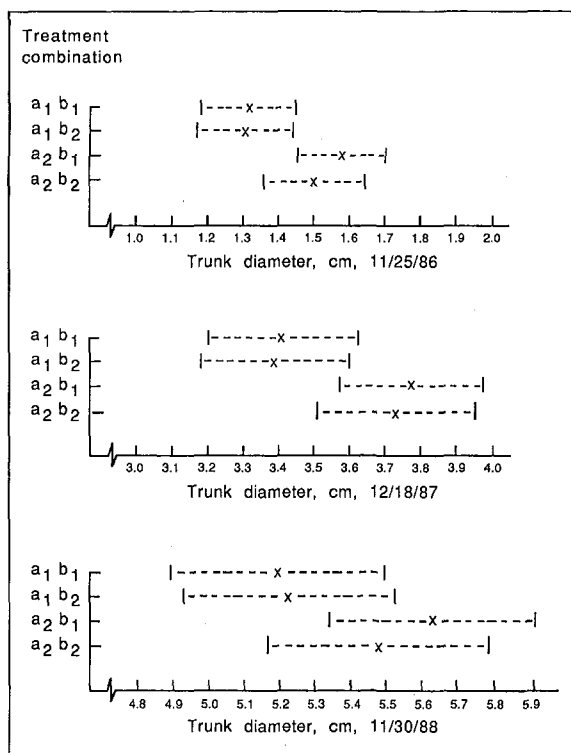 Treatment
combination
a1 b1
a1 b2
a2 b1
a2 b2
1.0 1.1 1.2 1.3 1.4 1.5 1.6 1.7 1.8 1.9 2.0
Trunk diameter, cm, 11/25/86
a1 b1
a1 b2
a2 b1
a2 b2
3.0 3.1 3.2 3.3 3.4 3.5 3.6 3.7 3.8 3.9 4.0
Trunk diameter, cm, 12/18/87
a1 b1
a1 b2
a2 b1
a2 b2
4.8 4.9 5.0 5.1 5.2 5.3 5.4 5.5 5.6 5.7 5.8 5.9
Trunk diameter, cm, 11/30/88